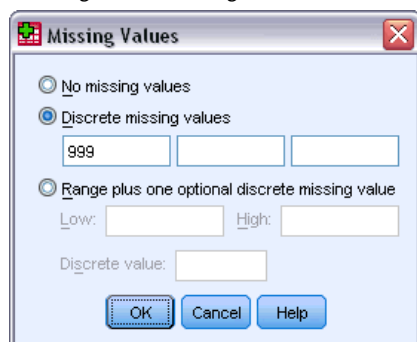 Missing Values
No missing values
Discrete missing values
999
Range plus one optional discrete missing value
Low: High:
Discrete value:
OK Cancel Help